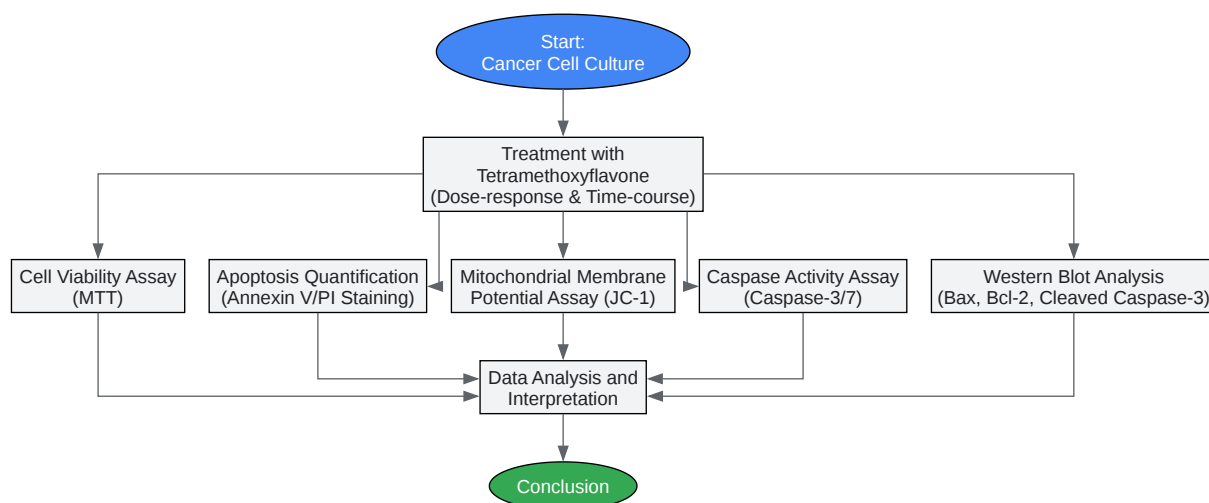 Start:
Cancer Cell Culture
Treatment with
Tetramethoxyflavone
(Dose-response & Time-course)
Cell Viability Assay
(MTT)
Apoptosis Quantification
(Annexin V/PI Staining)
Mitochondrial Membrane
Potential Assay (JC-1)
Caspase Activity Assay
(Caspase-3/7)
Western Blot Analysis
(Bax, Bcl-2, Cleaved Caspase-3)
Data Analysis and
Interpretation
Conclusion